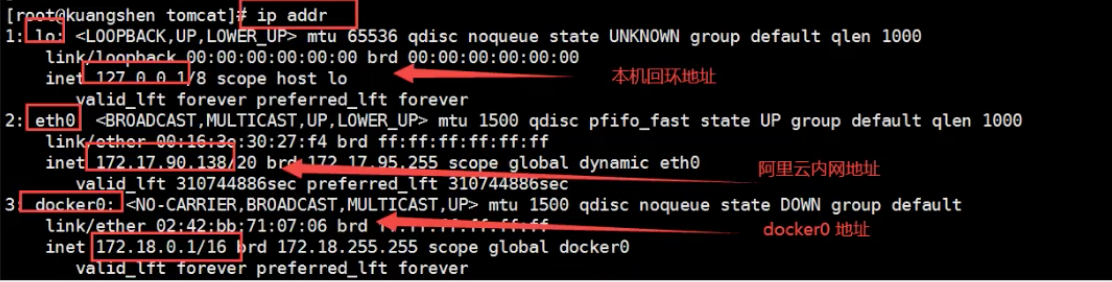 [root@kuangshen tomcat]# ip addr
1: lo: <LOOPBACK,UP,LOWER_UP> mtu 65536 qdisc noqueue state UNKNOWN group default qlen 1000
link/loopback 00:00:00:00:00:00 brd 00:00:00:00:00:00
inet 127.0.0.1/8 scope host lo
本机回环地址
valid_lft forever preferred_lft forever
2: eth0 <BROADCAST,MULTICAST,UP,LOWER_UP> mtu 1500 qdisc pfifo_fast state UP group default qlen 1000
link/ether 00:16:3e:30:27:f4 brd ff:ff:ff:ff:ff:ff
inet 172.17.90.138/20 brd 172.17.95.255 scope global dynamic eth0
阿里云内网地址
valid_lft 310744886sec preferred_lft 310744886sec
3: docker0: <NO-CARRIER,BROADCAST,MULTICAST,UP> mtu 1500 qdisc noqueue state DOWN group default
link/ether 02:42:bb:71:07:06 brd ff:ff:ff:ff:ff:ff
docker0 地址
inet 172.18.0.1/16 brd 172.18.255.255 scope global docker0
valid_lft forever preferred_lft forever